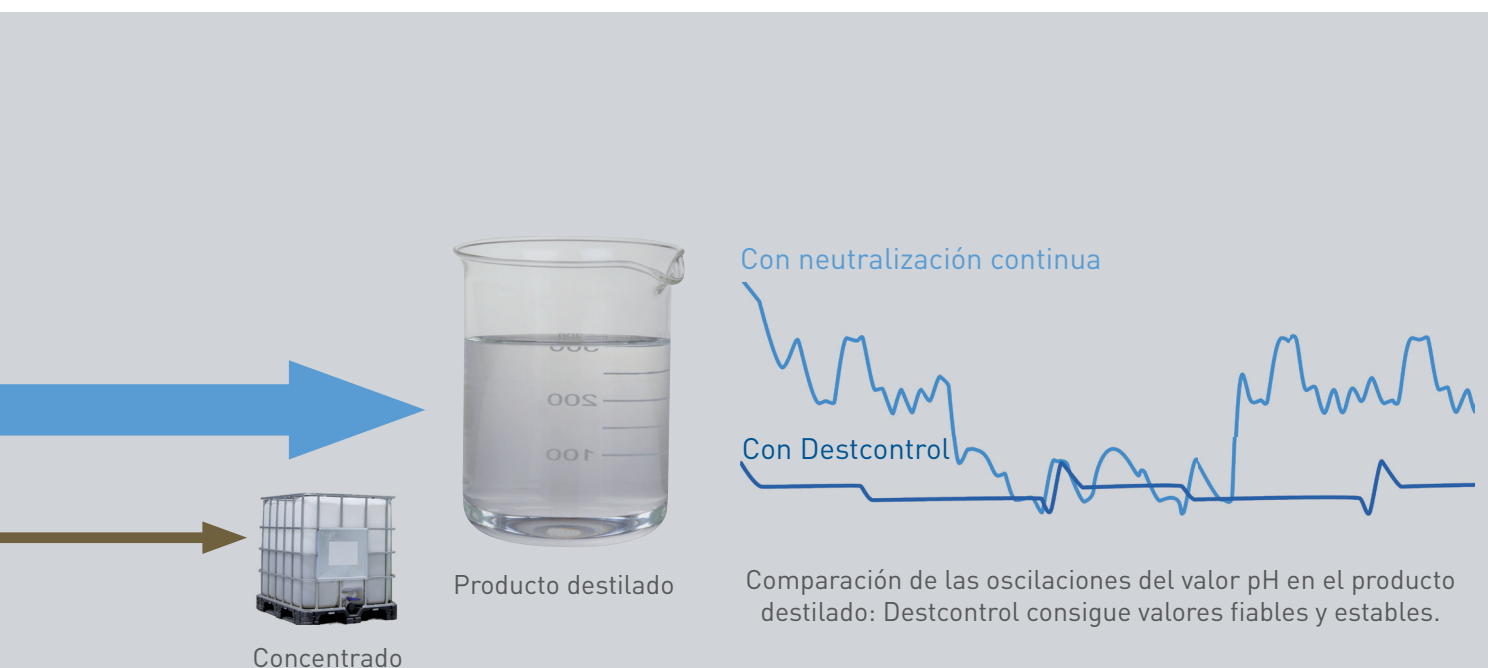 Con neutralización continua
Con Destcontrol
300
200
100
Producto destilado
Comparación de las oscilaciones del valor pH en el producto
destilado: Destcontrol consigue valores fiables y estables.
Concentrado